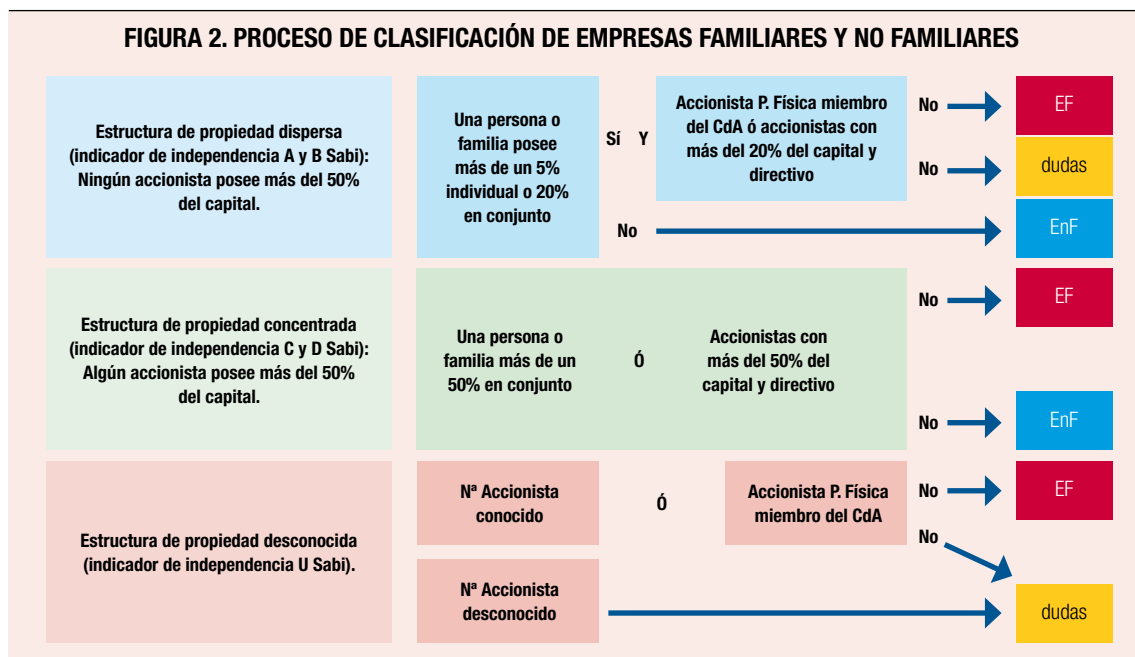 FIGURA 2. PROCESO DE CLASIFICACIÓN DE EMPRESAS FAMILIARES Y NO FAMILIARES
Estructura de propiedad dispersa
(indicador de independencia A y B Sabi):
Ningún accionista posee más del 50%
del capital.
Una persona o
familia posee
más de un 5%
individual o 20%
en conjunto
Sí Y
Accionista P. Física miembro
del CdA ó accionistas con
más del 20% del capital y
directivo
No
EF
No
dudas
No
EnF
Estructura de propiedad concentrada
(indicador de independencia C y D Sabi):
Algún accionista posee más del 50%
del capital.
Una persona o
familia más de un
50% en conjunto
Ó
Accionistas con
más del 50% del
capital y directivo
No
EF
No
EnF
Estructura de propiedad desconocida
(indicador de independencia U Sabi).
Nª Accionista
conocido
Ó
Accionista P. Física
miembro del CdA
No
EF
No
Nª Accionista
desconocido
dudas